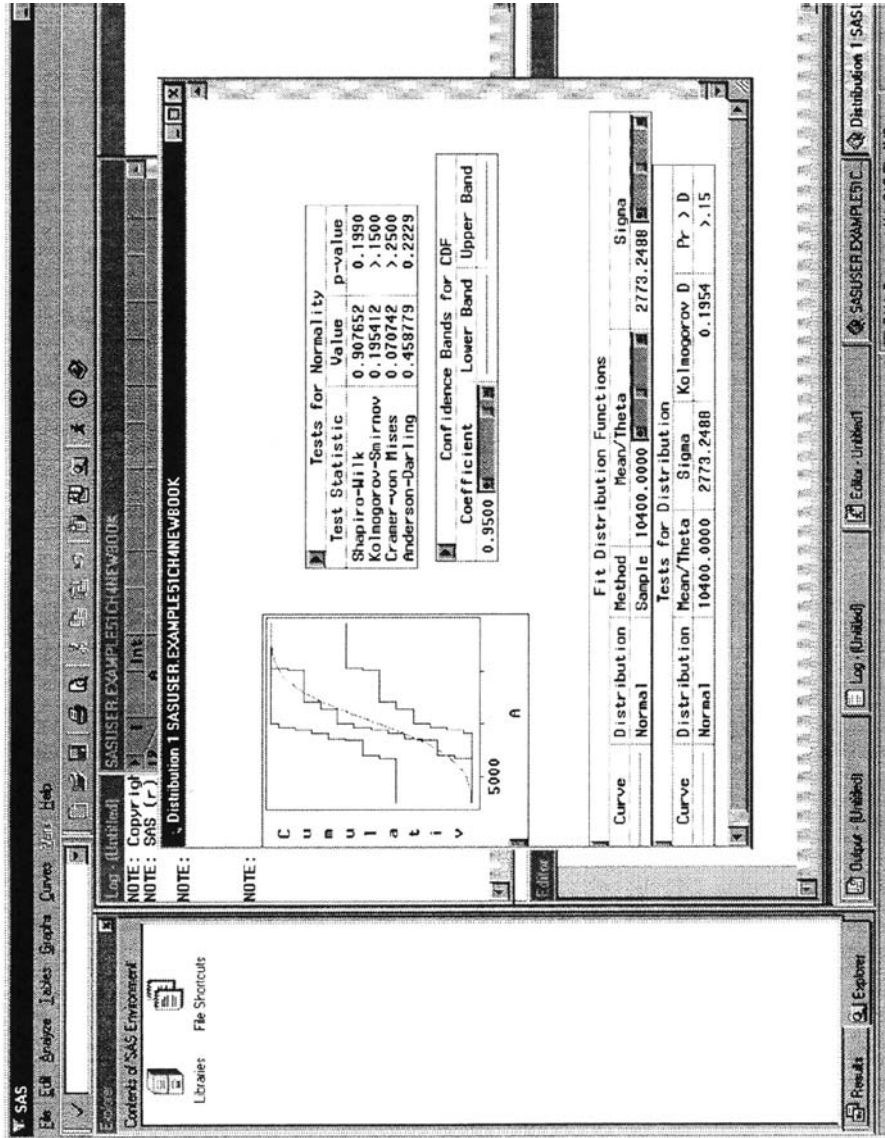 SAS
File Edit Analyze Tables Graphs Curves Vars Help
Explorer
Contents of 'SAS Environment'
Libraries
File Shortcuts
Log - (Untitled)
NOTE: Copyrigh
NOTE: SAS (r)
NOTE:
NOTE:
SASUSER.EXAMPLE51CH4NEWBOOK
1 Int
A
Distribution 1 SASUSER.EXAMPLE51CH4NEWBOOK
Cumulativ
5000
A
Tests for Normality
Test Statistic Value p-value
Shapiro-Wilk 0.907652 0.1990
Kolmogorov-Smirnov 0.195412 >.1500
Cramer-von Mises 0.070742 >.2500
Anderson-Darling 0.458779 0.2229
Confidence Bands for CDF
Coefficient Lower Band Upper Band
0.9500
Fit Distribution Functions
Curve Distribution Method Mean/Theta Sigma
Normal Sample 10400.0000 2773.2488
Tests for Distribution
Curve Distribution Mean/Theta Sigma Kolmogorov D Pr > D
Normal 10400.0000 2773.2488 0.1954 >.15
Editor
Results
Explorer
Output - (Untitled)
Log - (Untitled)
Editor - Untitled1
SASUSER.EXAMPLE51C...
Distribution 1 SASU